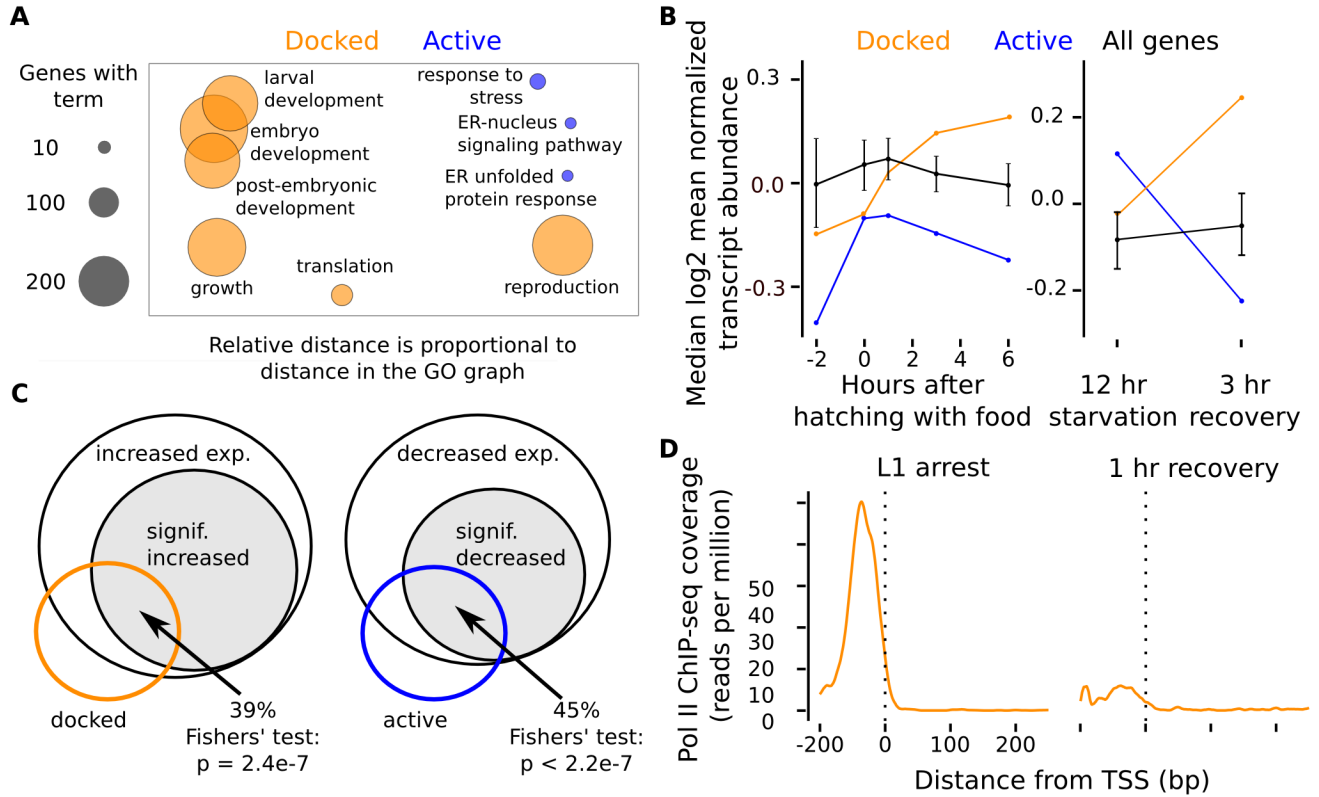 A
Docked Active
Genes with
term
10
100
200
larval
development
embryo
development
post-embryonic
development
growth
translation
response to
stress
ER-nucleus
signaling pathway
ER unfolded
protein response
reproduction
Relative distance is proportional to
distance in the GO graph
B
Docked Active All genes
Median log2 mean normalized
transcript abundance
0.3
0.0
-0.3
-2 0 2 4 6
Hours after
hatching with food
0.2
0.0
-0.2
12 hr
starvation
3 hr
recovery
C
increased exp.
signif.
increased
docked
39%
Fishers' test:
p = 2.4e-7
decreased exp.
signif.
decreased
active
45%
Fishers' test:
p < 2.2e-7
D
L1 arrest
1 hr recovery
Pol II ChIP-seq coverage
(reads per million)
50
40
30
20
10
0
-200 0 100 200
Distance from TSS (bp)